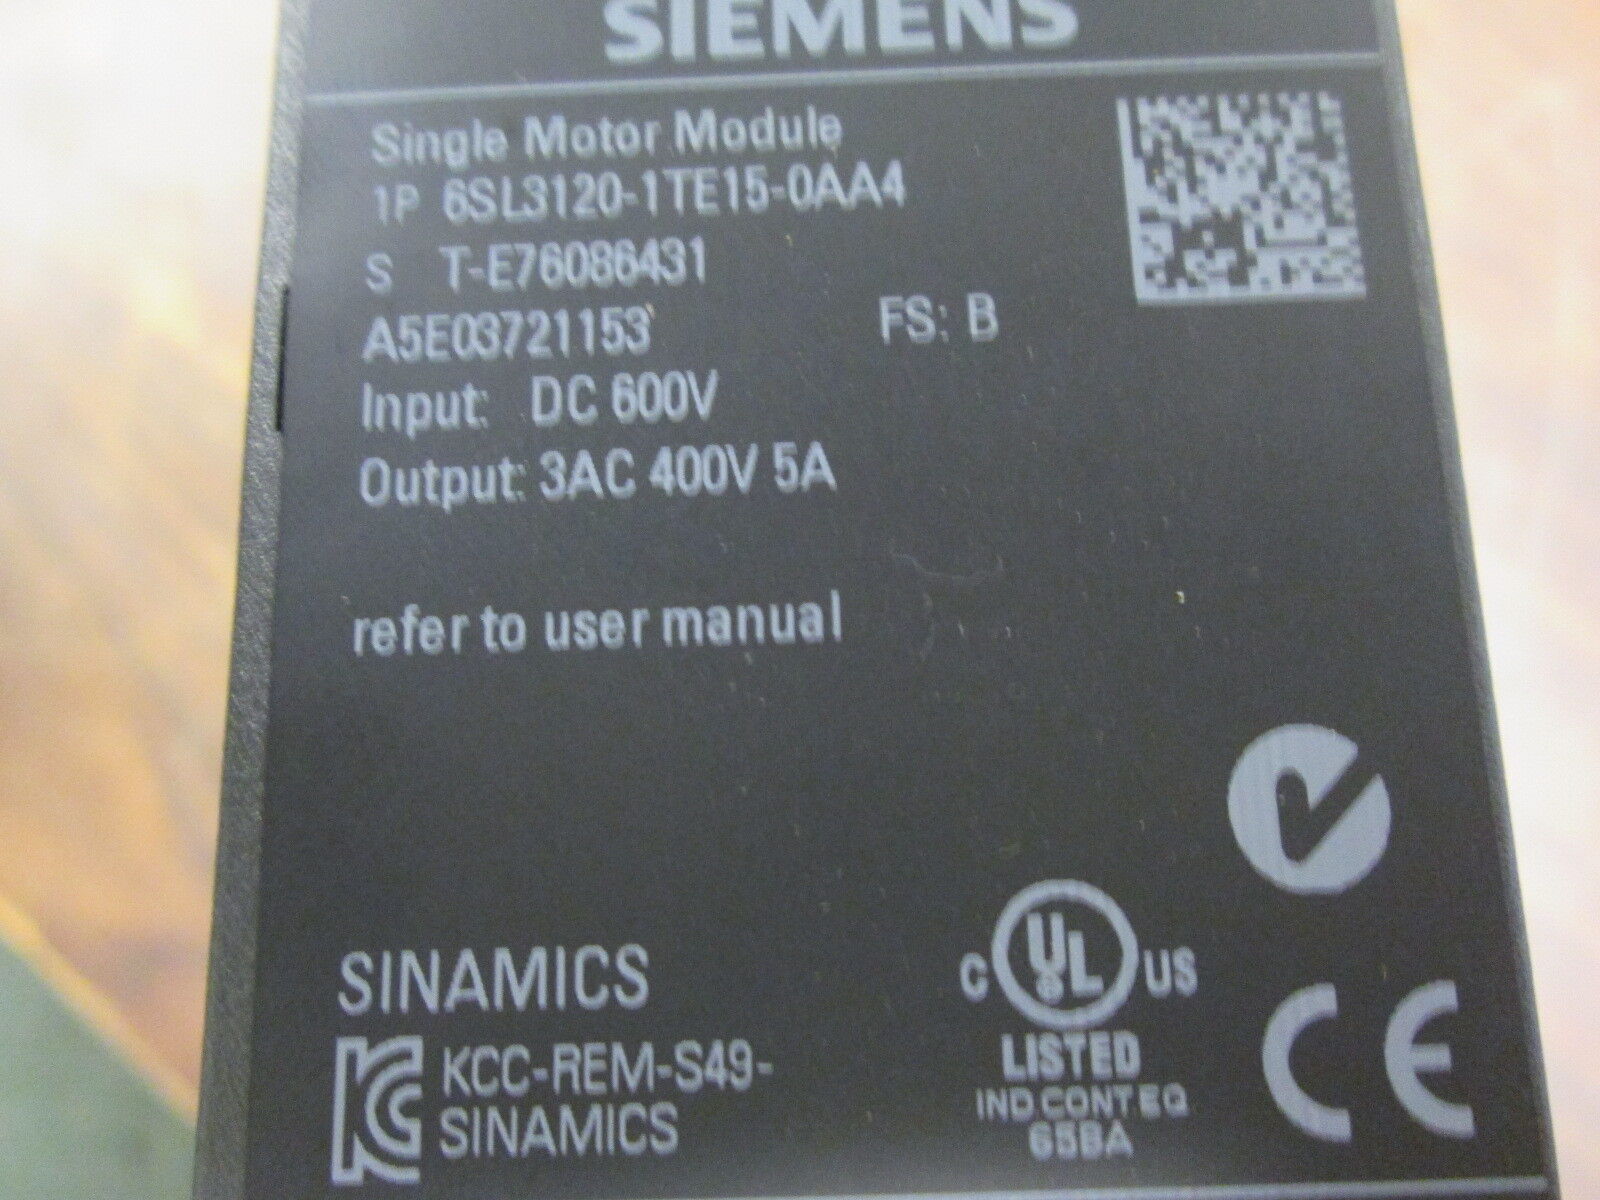 SIEMENS
Single Motor Module
1P 6SL3120-1TE15-0AA4
S T-E76086431
A5E03721153 FS: B
Input: DC 600V
Output: 3AC 400V 5A
refer to user manual
SINAMICS
KCC-REM-S49-
SINAMICS
C UL US
LISTED
IND CONT EQ
65BA
CE